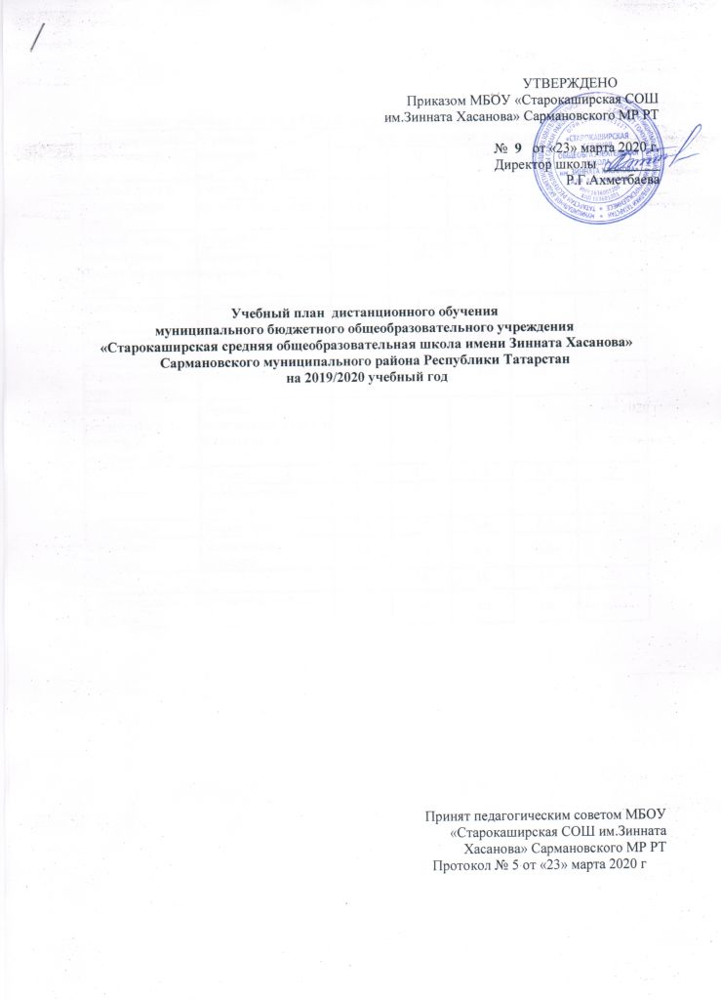 УТВЕРЖДЕНО
Приказом МБОУ «Старокаширская СОШ
им.Зинната Хасанова» Сармановского МР РТ
№ 9 от «23» марта 2020 г.
Директор школы
Р.Г.Ахметбаева
Учебный план дистанционного обучения
муниципального бюджетного общеобразовательного учреждения
«Старокаширская средняя общеобразовательная школа имени Зинната Хасанова»
Сармановского муниципального района Республики Татарстан
на 2019/2020 учебный год
Принят педагогическим советом МБОУ
«Старокаширская СОШ им.Зинната
Хасанова» Сармановского МР РТ
Протокол № 5 от «23» марта 2020 г